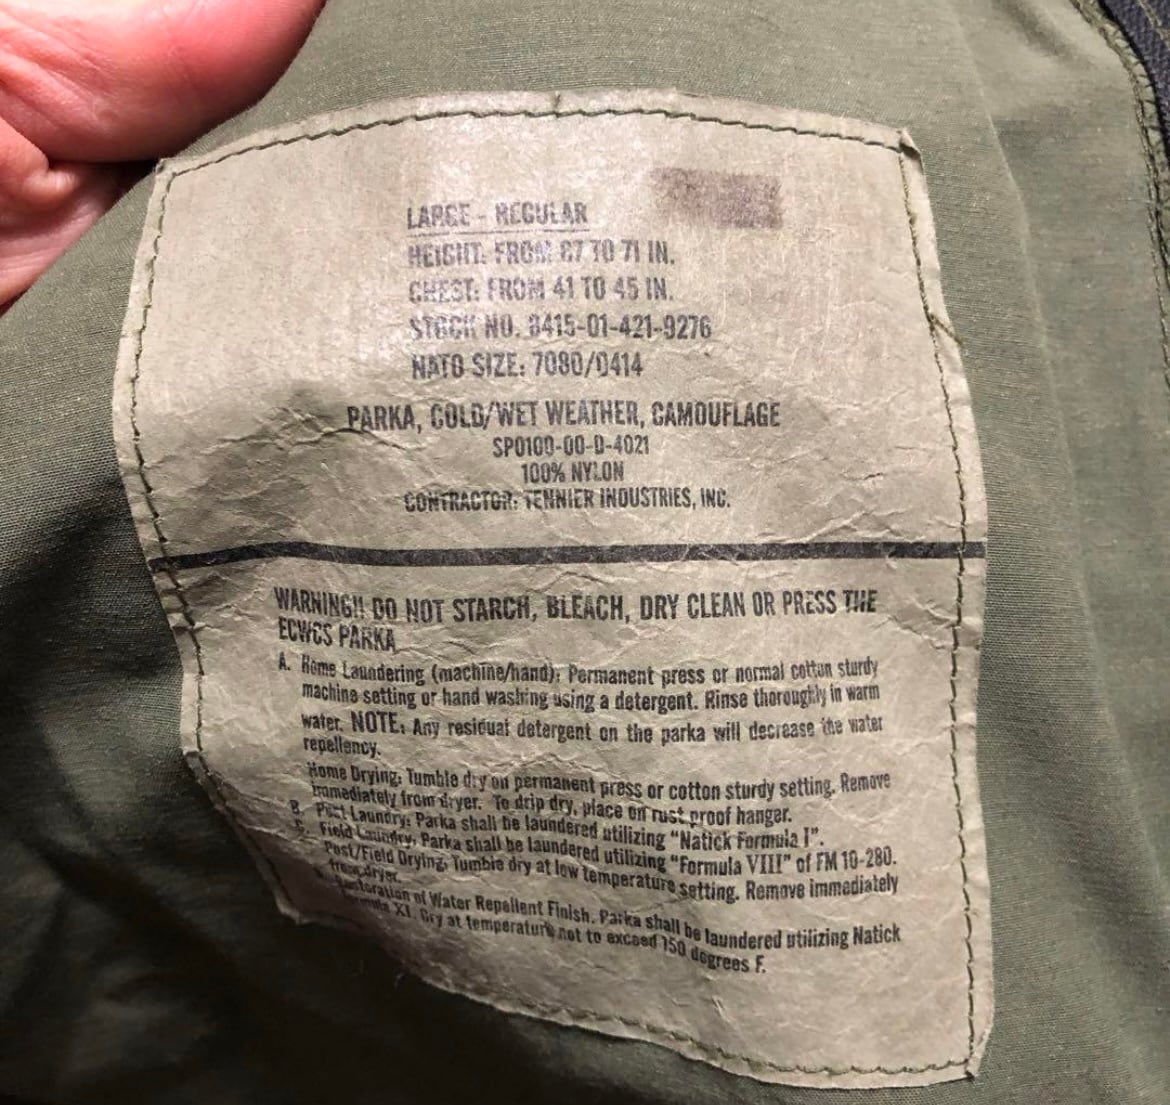 LARGE - REGULAR
HEIGHT: FROM 67 TO 71 IN.
CHEST: FROM 41 TO 45 IN.
STOCK NO. 8415-01-421-9276
NATO SIZE: 7080/0414
PARKA, COLD/WET WEATHER, CAMOUFLAGE
SP0100-00-D-4021
100% NYLON
CONTRACTOR: TENNIER INDUSTRIES, INC.
WARNING!! DO NOT STARCH, BLEACH, DRY CLEAN OR PRESS THE
ECWCS PARKA
A. Home Laundering (machine/hand): Permanent press or normal cotton sturdy
machine setting or hand washing using a detergent. Rinse thoroughly in warm
water. NOTE: Any residual detergent on the parka will decrease the water
repellency.
Home Drying: Tumble dry on permanent press or cotton sturdy setting. Remove
immediately from dryer. To drip dry, place on rust proof hanger.
B. Post Laundry: Parka shall be laundered utilizing "Natick Formula I".
C. Field Laundry: Parka shall be laundered utilizing "Formula VIII" of FM 10-280.
Post/Field Drying: Tumble dry at low temperature setting. Remove immediately
from dryer.
Restoration of Water Repellent Finish. Parka shall be laundered utilizing Natick
Formula XI. Dry at temperature not to exceed 150 degrees F.